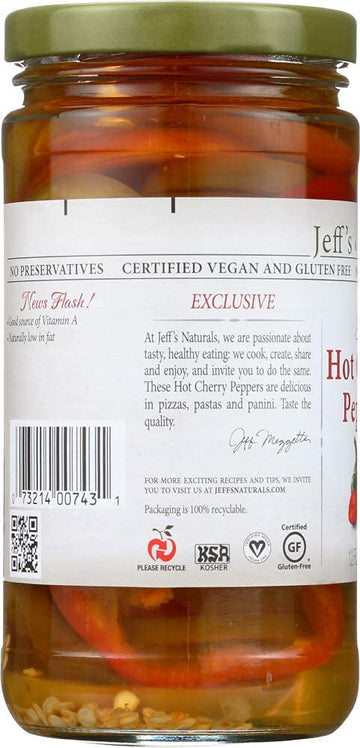 Jeff's
NO PRESERVATIVES CERTIFIED VEGAN AND GLUTEN FREE
News Flash!
•Good source of Vitamin A
•Naturally low in fat
EXCLUSIVE
At Jeff's Naturals, we are passionate about
tasty, healthy eating: we cook, create, share
and enjoy, and invite you to do the same.
These Hot Cherry Peppers are delicious
in pizzas, pastas and panini. Taste the
quality.
Jeff Mezzetta
Hot
Pep
FOR MORE EXCITING RECIPES AND TIPS, WE INVITE
YOU TO VISIT US AT JEFFSNATURALS.COM
Packaging is 100% recyclable.
0 73214 00743 1
PLEASE RECYCLE
KSA
KOSHER
Certified
GF
Gluten-Free